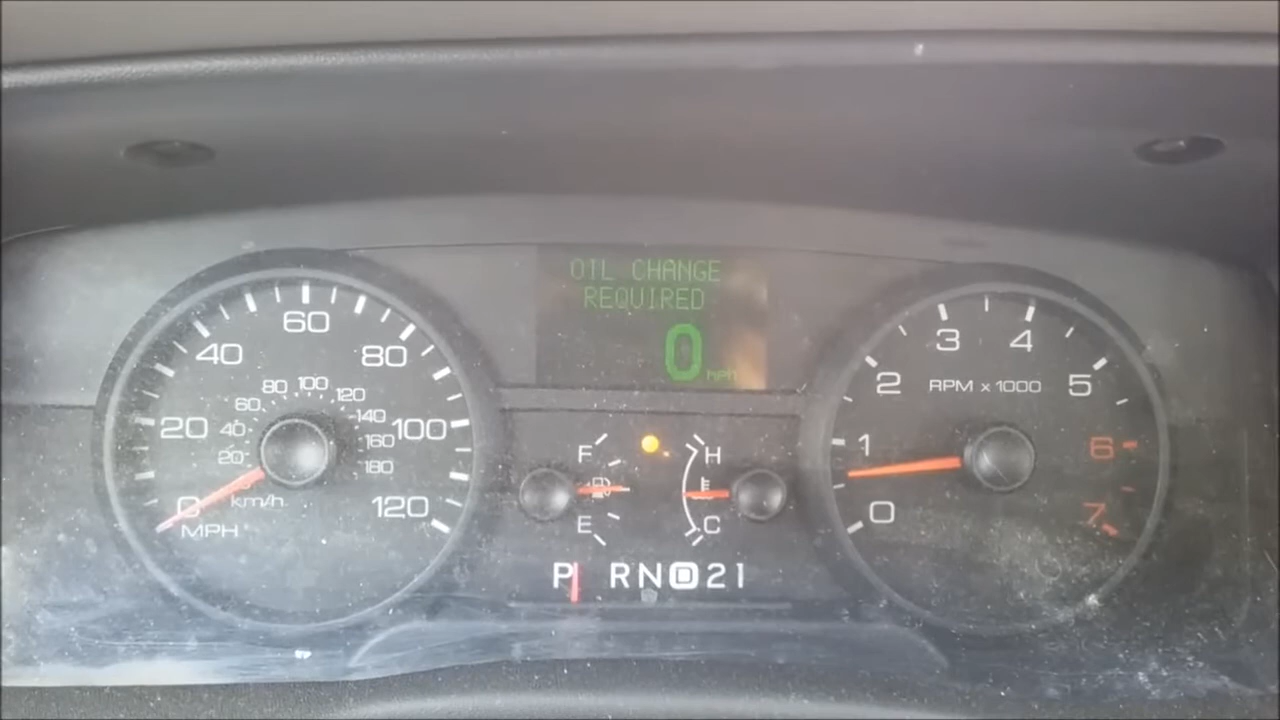 OIL CHANGE
REQUIRED
0 mph
0 20 40 60 80 100 120
20 40 60 80 100 120 140 160 180
km/h
MPH
F
E
H
C
P R N D 2 1
0 1 2 3 4 5 6 7
RPM x 1000